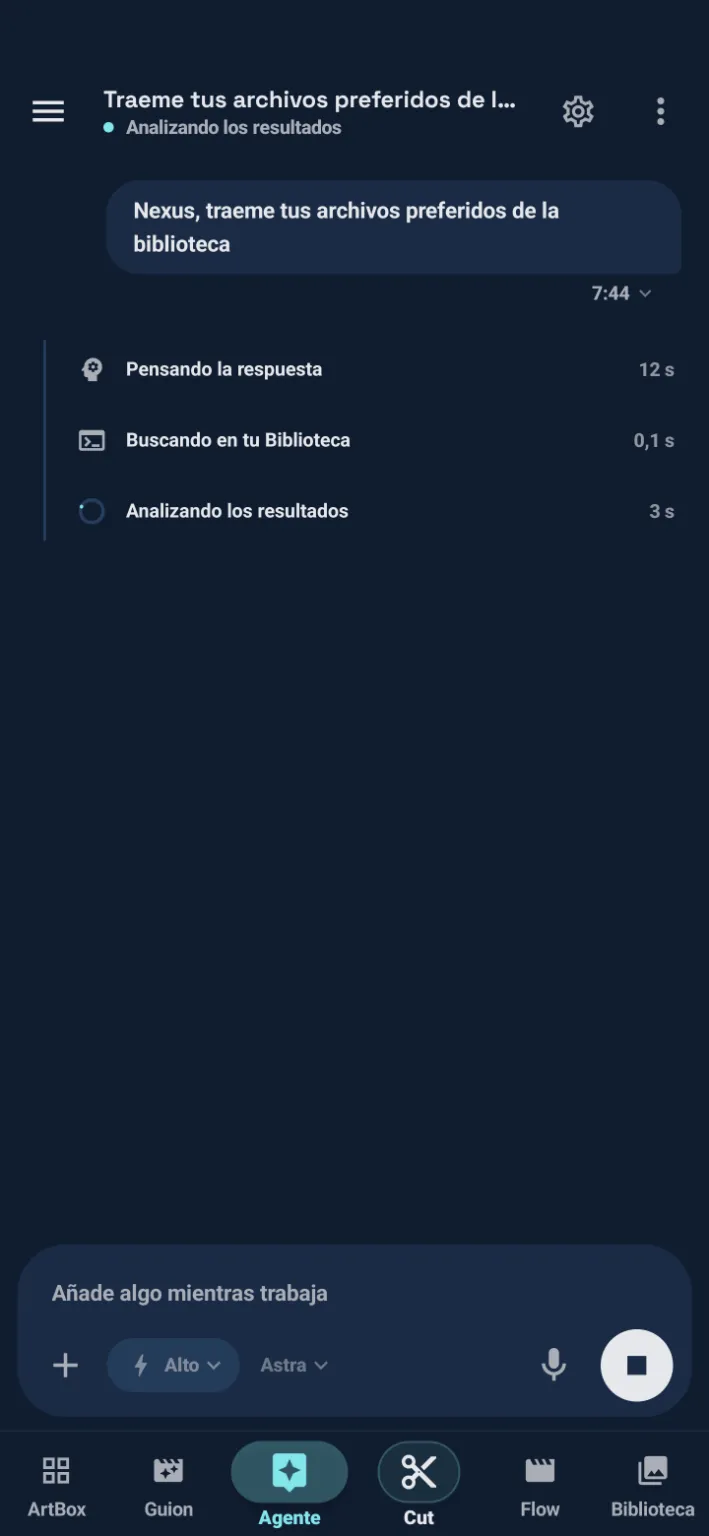 Traeme tus archivos preferidos de l...
Analizando los resultados
Nexus, traeme tus archivos preferidos de la
biblioteca
7:44
Pensando la respuesta 12 s
Buscando en tu Biblioteca 0,1 s
Analizando los resultados 3 s
Añade algo mientras trabaja
Alto Astra
ArtBox Guion Agente Cut Flow Biblioteca